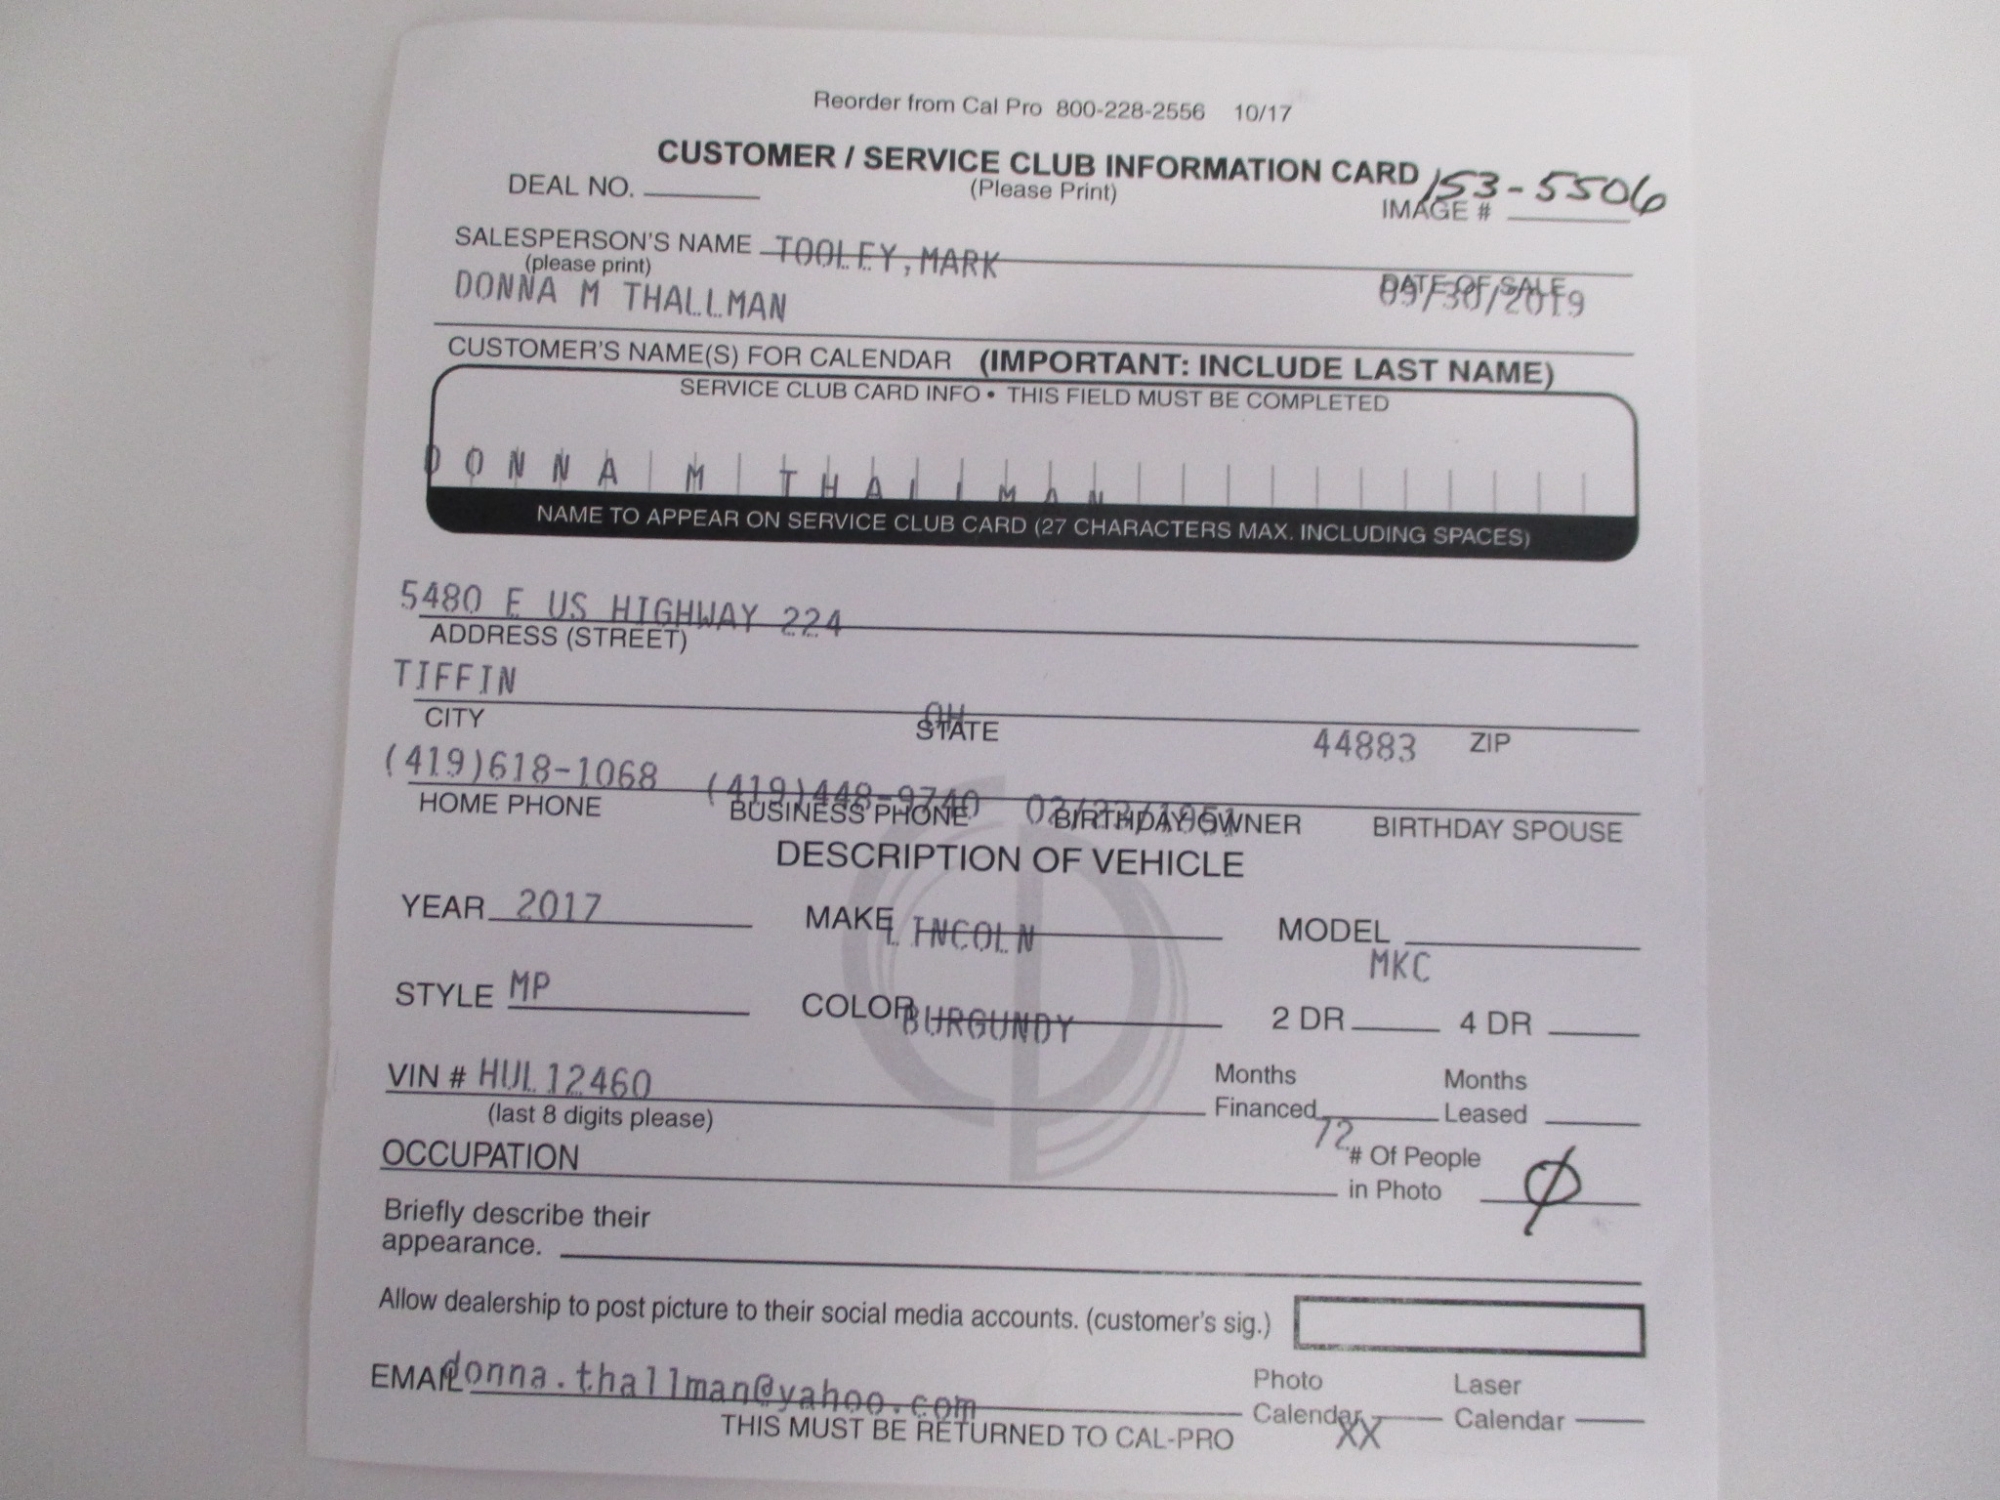 Reorder from Cal Pro 800-228-2556 10/17
CUSTOMER / SERVICE CLUB INFORMATION CARD 153-5506
DEAL NO. (Please Print) IMAGE #
SALESPERSON'S NAME TOOLEY, MARK
(please print)
DONNA M THALLMAN DATE OF SALE 09/30/2019
CUSTOMER'S NAME(S) FOR CALENDAR (IMPORTANT: INCLUDE LAST NAME)
SERVICE CLUB CARD INFO • THIS FIELD MUST BE COMPLETED
DONNA M THALLMAN
NAME TO APPEAR ON SERVICE CLUB CARD (27 CHARACTERS MAX. INCLUDING SPACES)
5480 E US HIGHWAY 224
ADDRESS (STREET)
TIFFIN
CITY OH STATE 44883 ZIP
(419)618-1068 (419)448-9740
HOME PHONE BUSINESS PHONE BIRTHDAY OWNER BIRTHDAY SPOUSE
DESCRIPTION OF VEHICLE
YEAR 2017 MAKE LINCOLN MODEL
MKC
STYLE MP COLOR BURGUNDY 2 DR 4 DR
VIN # HUL12460 Months Months
(last 8 digits please) Financed Leased
72
OCCUPATION # Of People
in Photo Ø
Briefly describe their
appearance.
Allow dealership to post picture to their social media accounts. (customer's sig.)
EMAIL donna.thallman@yahoo.com Photo Laser
Calendar XX Calendar
THIS MUST BE RETURNED TO CAL-PRO